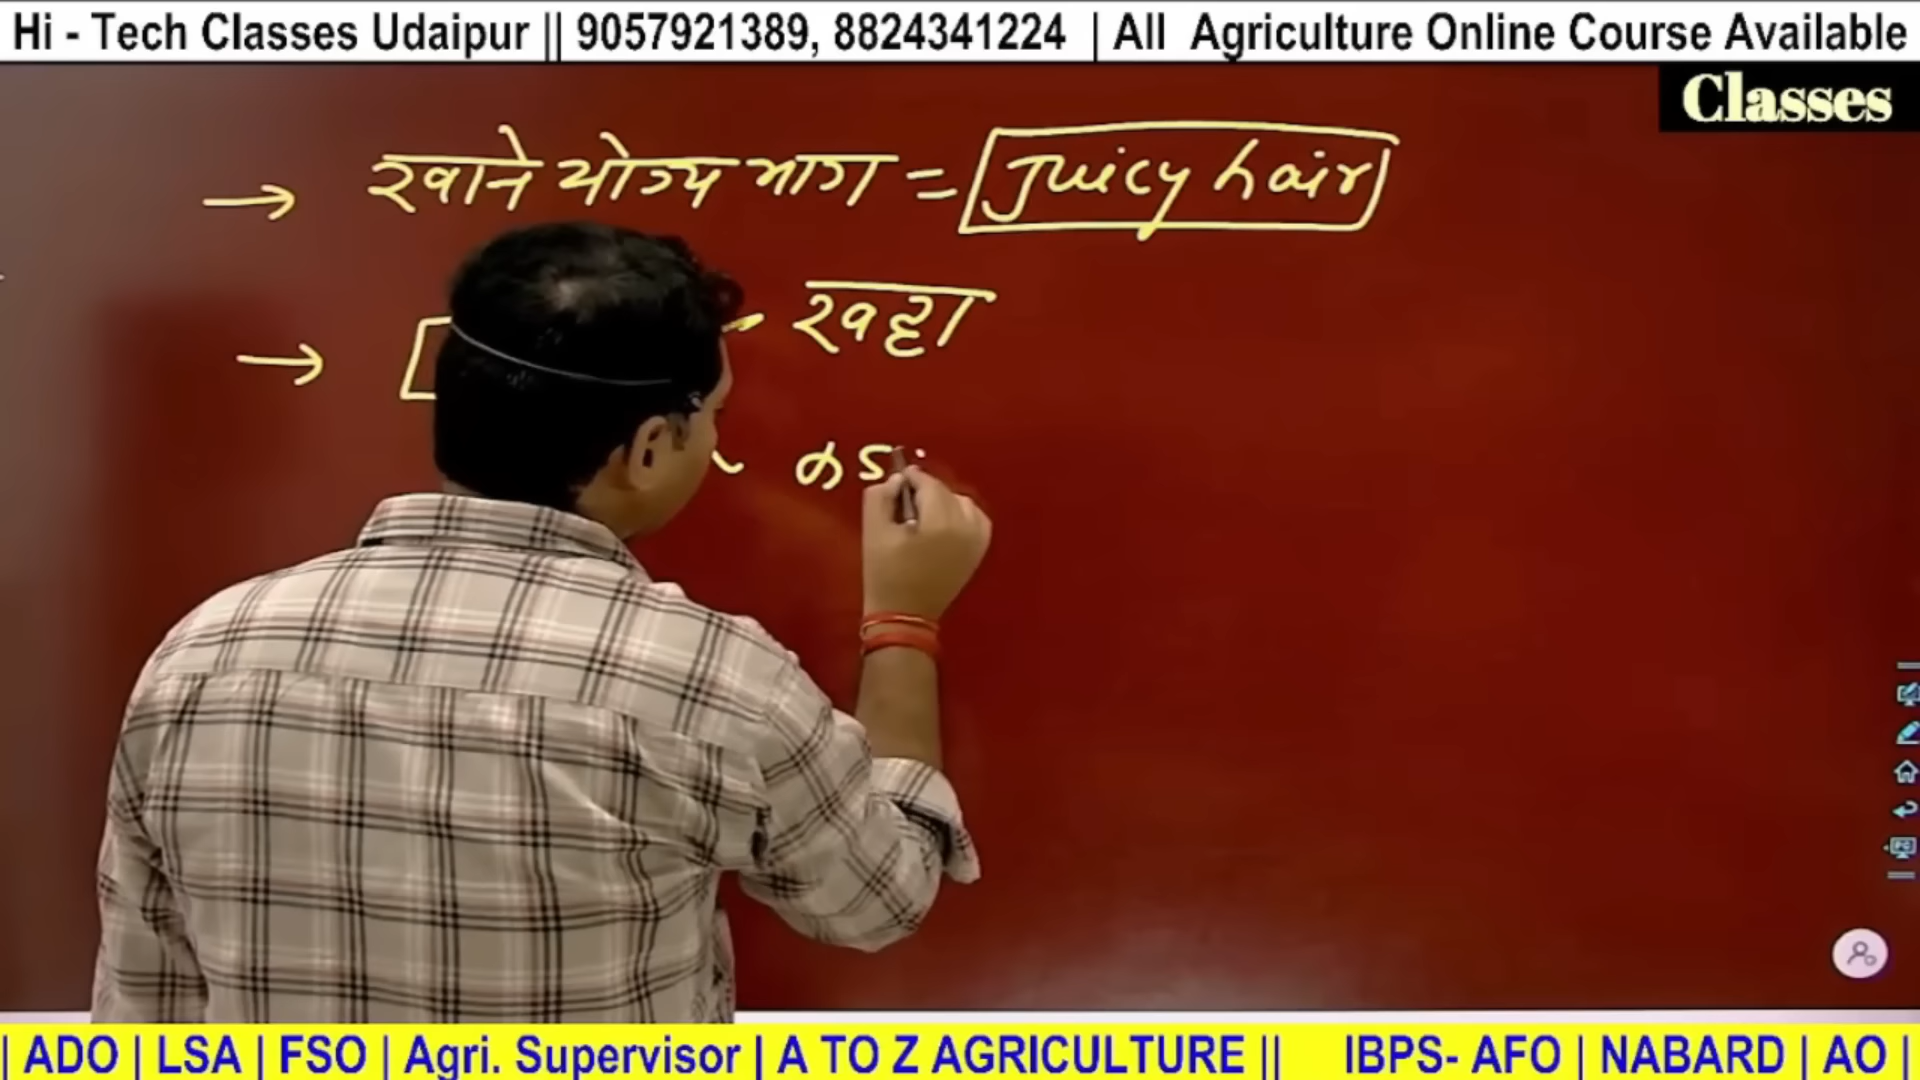 Hi - Tech Classes Udaipur || 9057921389, 8824341224 | All Agriculture Online Course Available
Classes
→ खाने योग्य भाग = Juicy hair
→ खट्टा
| ADO | LSA | FSO | Agri. Supervisor | A TO Z AGRICULTURE || IBPS- AFO | NABARD | AO |